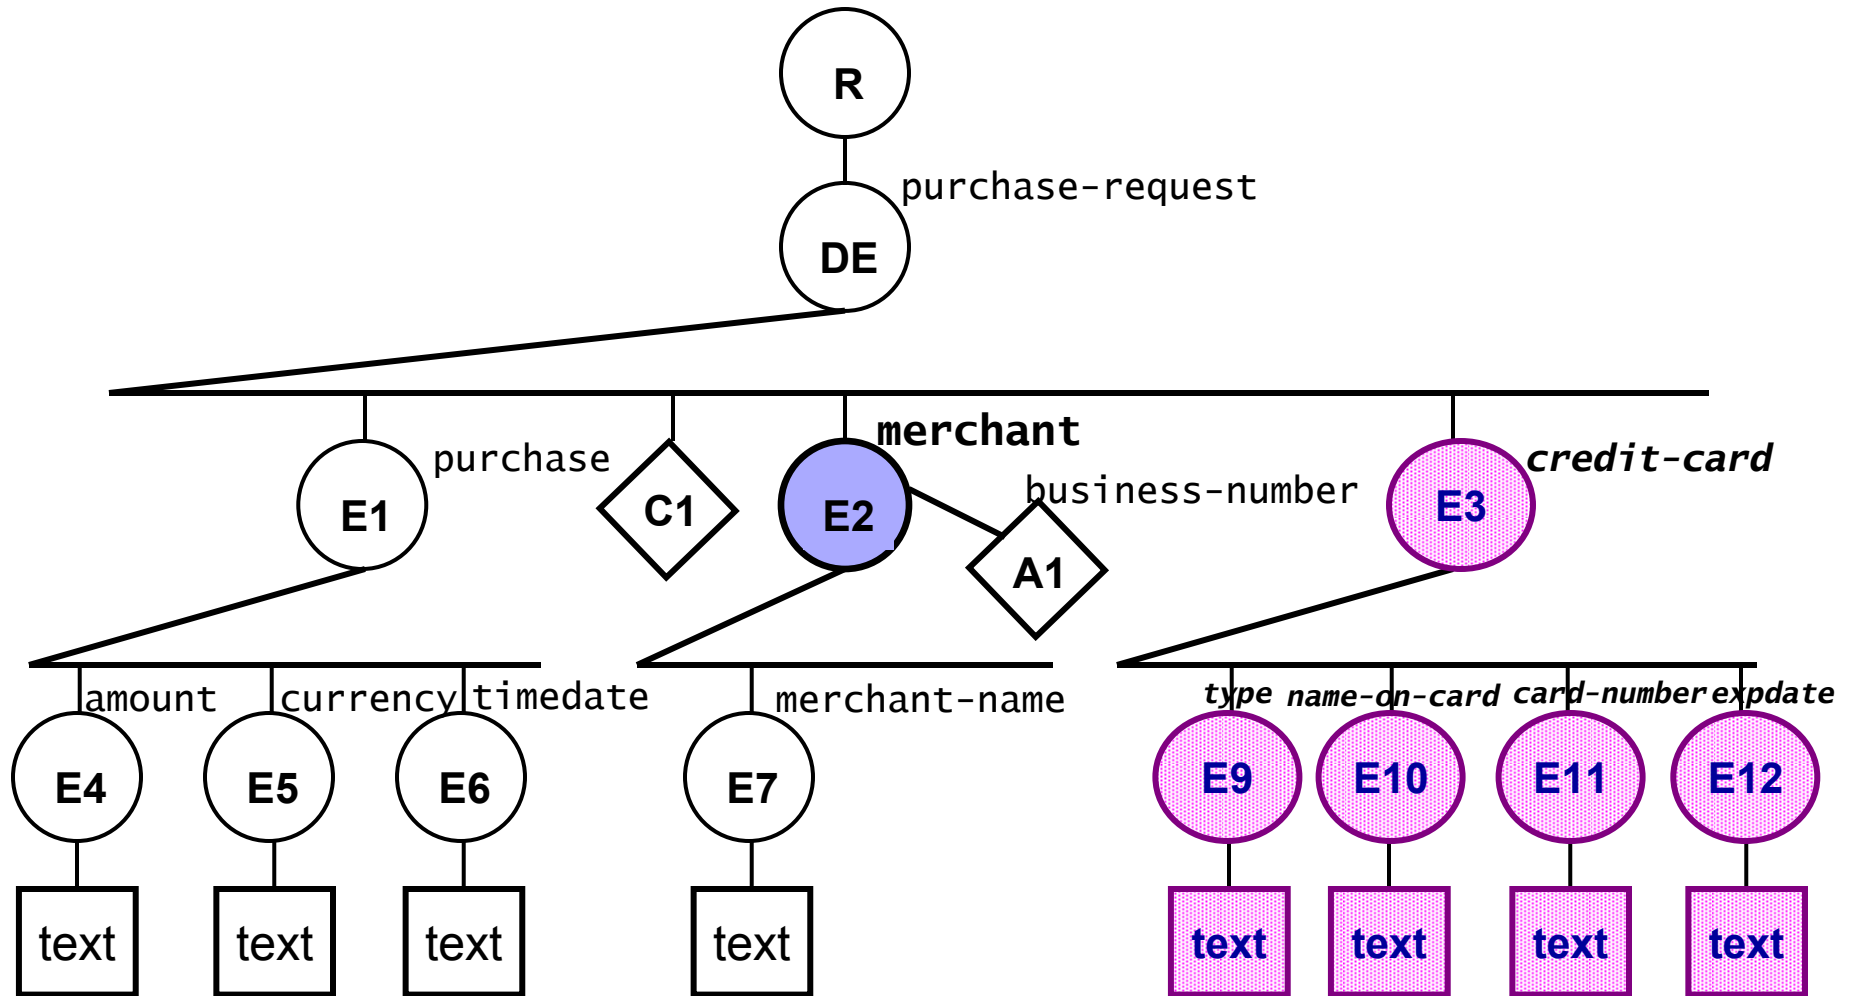 R
purchase-request
DE
merchant
purchase
credit-card
business-number
E1
C1
E2
E3
A1
amount
currency
timedate
merchant-name
type
name-on-card
card-number
expdate
E4
E5
E6
E7
E9
E10
E11
E12
text
text
text
text
text
text
text
text